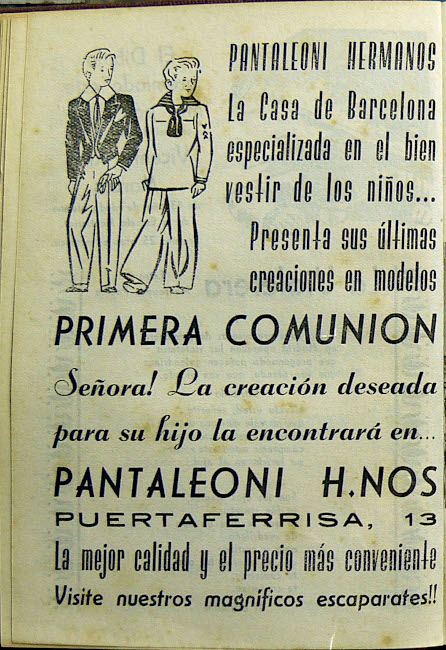 PANTALEONI HERMANOS
La Casa de Barcelona
especializada en el bien
vestir de los niños...
Presenta sus últimas
creaciones en modelos
PRIMERA COMUNION
Señora! La creación deseada
para su hijo la encontrará en...
PANTALEONI H.NOS
PUERTAFERRISA, 13
La mejor calidad y el precio más conveniente
Visite nuestros magníficos escaparates!!